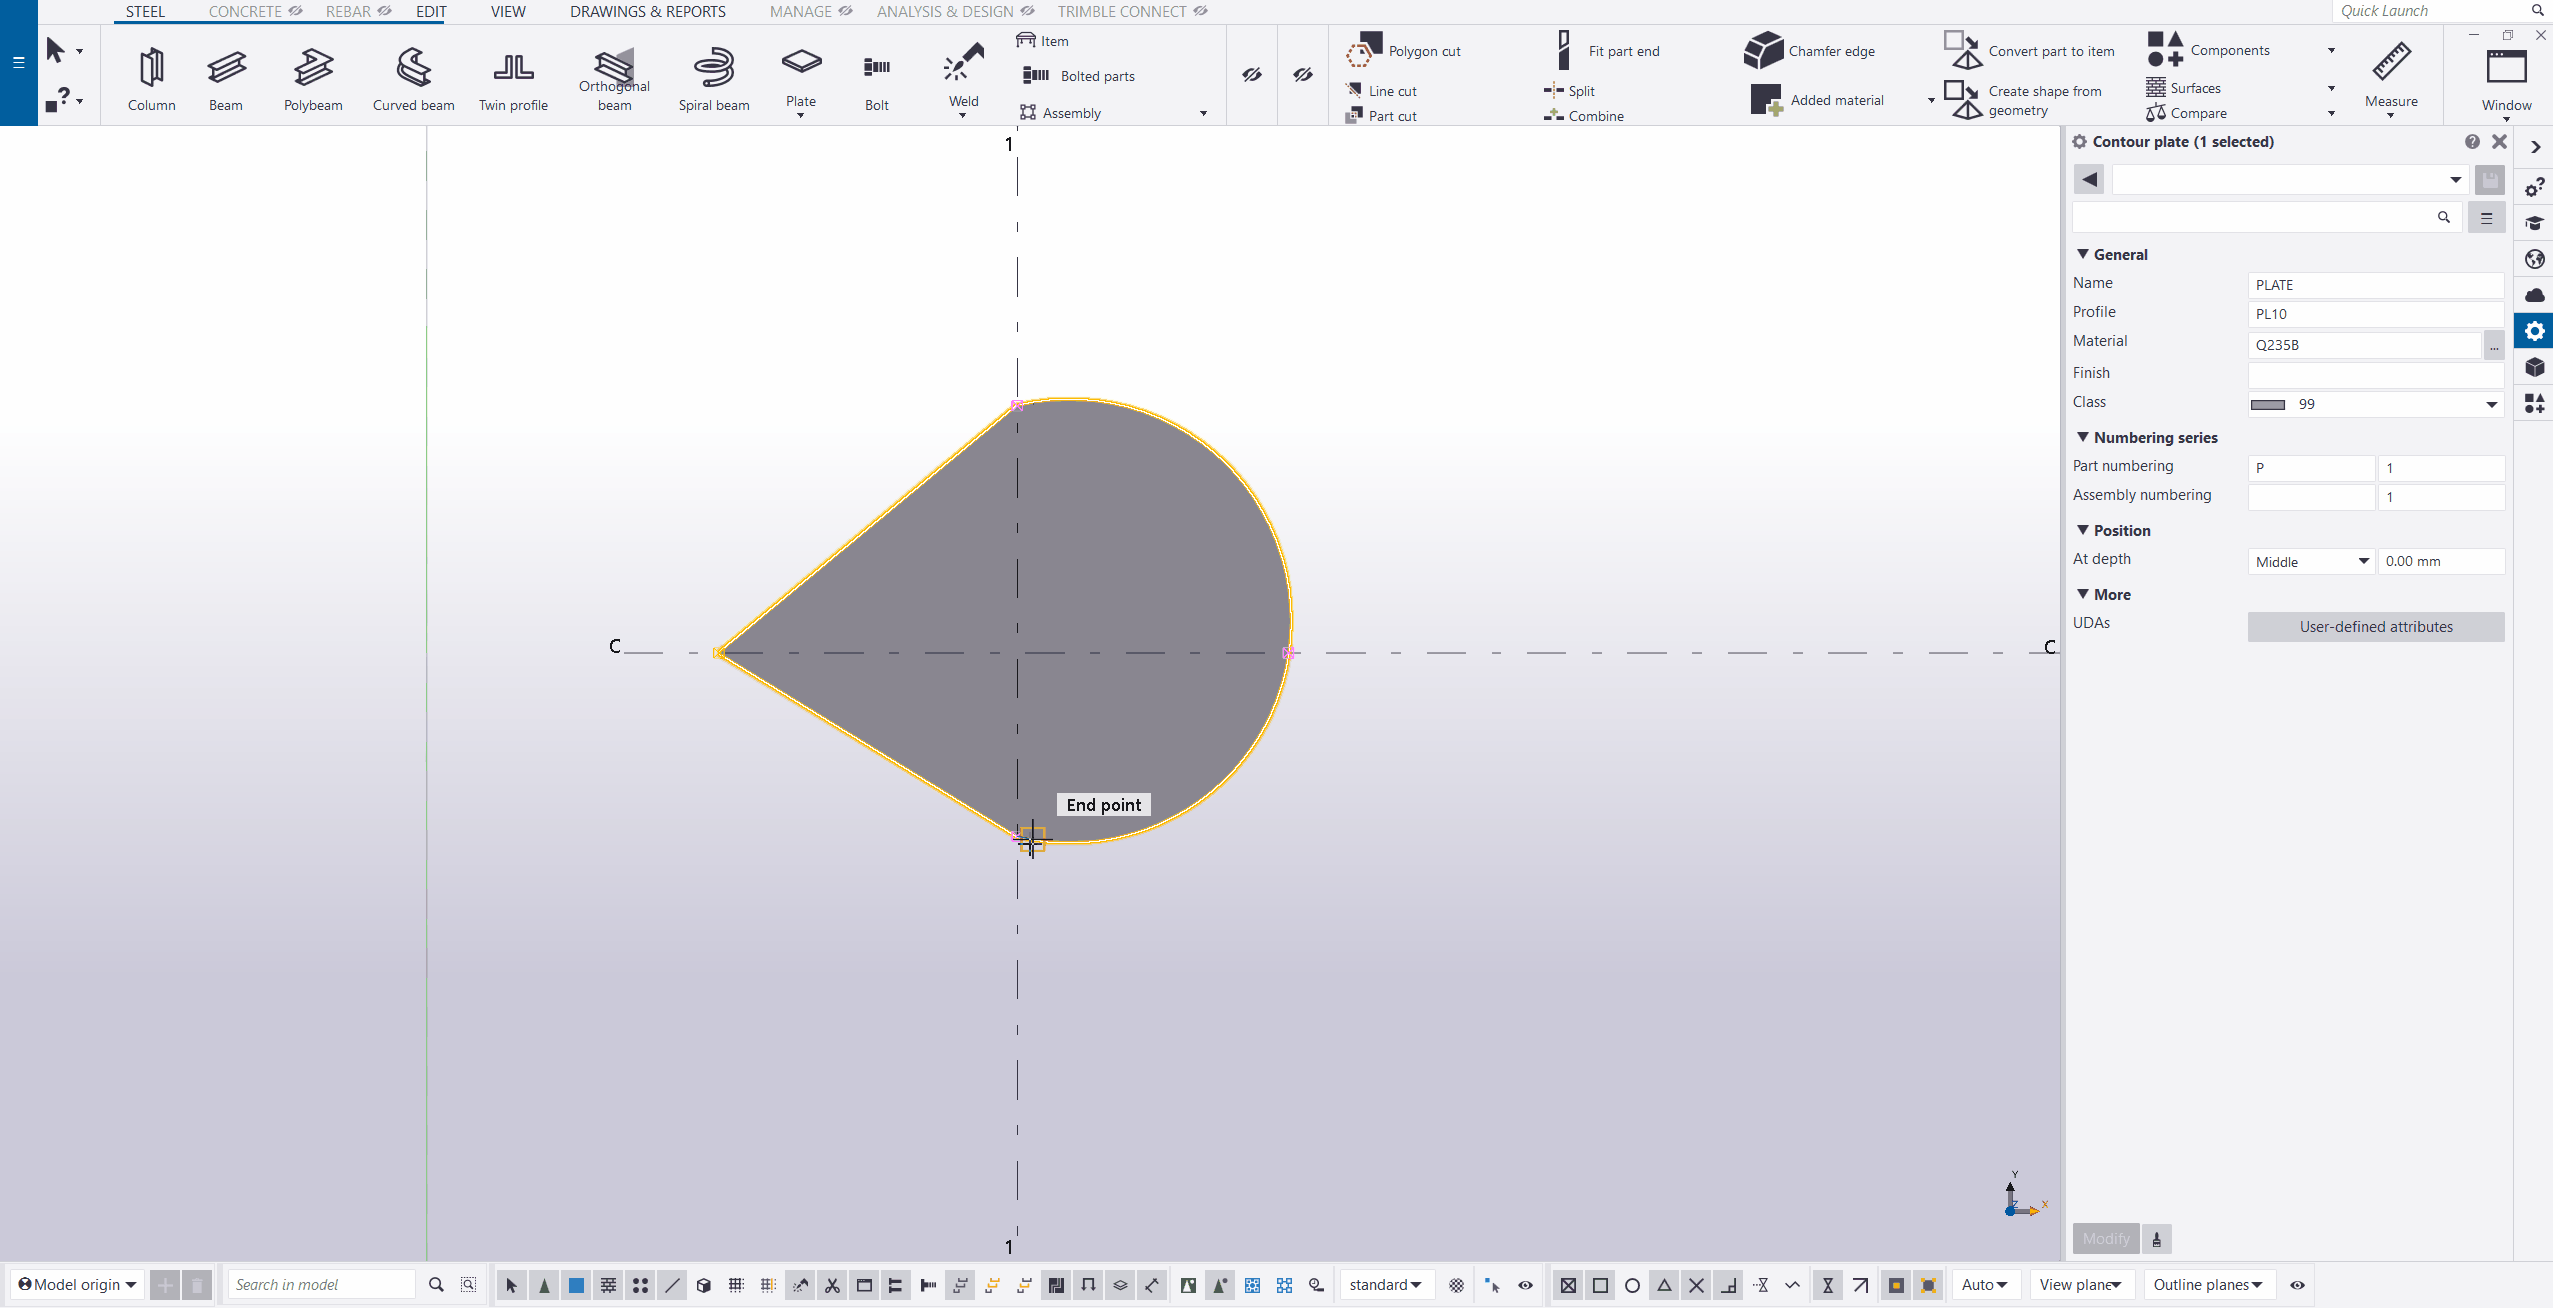 STEEL CONCRETE REBAR EDIT VIEW DRAWINGS & REPORTS MANAGE ANALYSIS & DESIGN TRIMBLE CONNECT Quick Launch
Column Beam Polybeam Curved beam Twin profile Orthogonal beam Spiral beam Plate Bolt Weld
Item
Bolted parts
Assembly
Polygon cut
Line cut
Part cut
Fit part end
Split
Combine
Chamfer edge
Added material
Convert part to item
Create shape from
geometry
Components
Surfaces
Compare
Measure
Window
1
C
C
End point
1
Y
X
Z
Contour plate (1 selected)
General
Name PLATE
Profile PL10
Material Q235B ...
Finish
Class 99
Numbering series
Part numbering P 1
Assembly numbering 1
Position
At depth Middle 0.00 mm
More
UDAs User-defined attributes
Modify
Model origin Search in model standard Auto View plane Outline planes